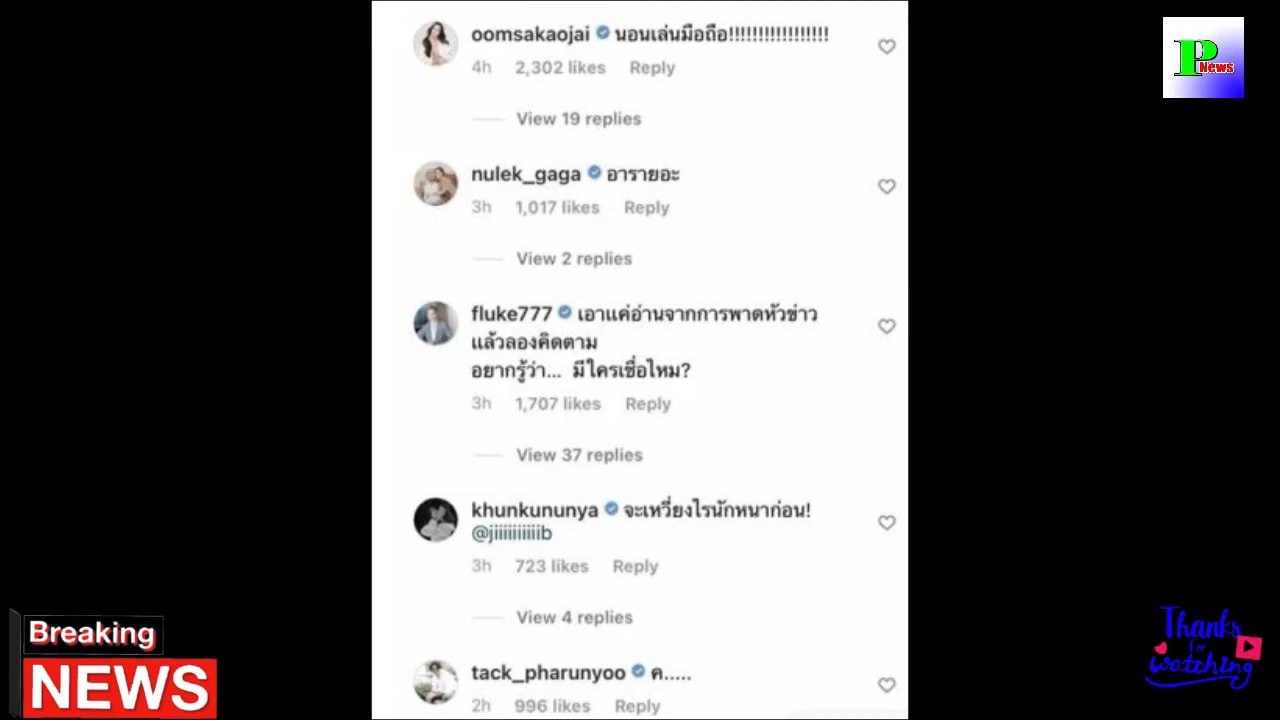 oomsakaojai นอนเล่นมือถือ!!!!!!!!!!!!!!!!!
4h 2,302 likes Reply
View 19 replies
nulek_gaga อารายอะ
3h 1,017 likes Reply
View 2 replies
fluke777 เอาแค่อ่านจากการพาดหัวข่าว
แล้วลองคิดตาม
อยากรู้ว่า... มีใครเชื่อไหม?
3h 1,707 likes Reply
View 37 replies
khunkununya จะเหวี่ยงไรนักหนาก่อน!
@jiiiiiiiiiib
3h 723 likes Reply
View 4 replies
tack_pharunyoo ค.....
2h 996 likes Reply
P News
Breaking
NEWS
Thanks
for
watching